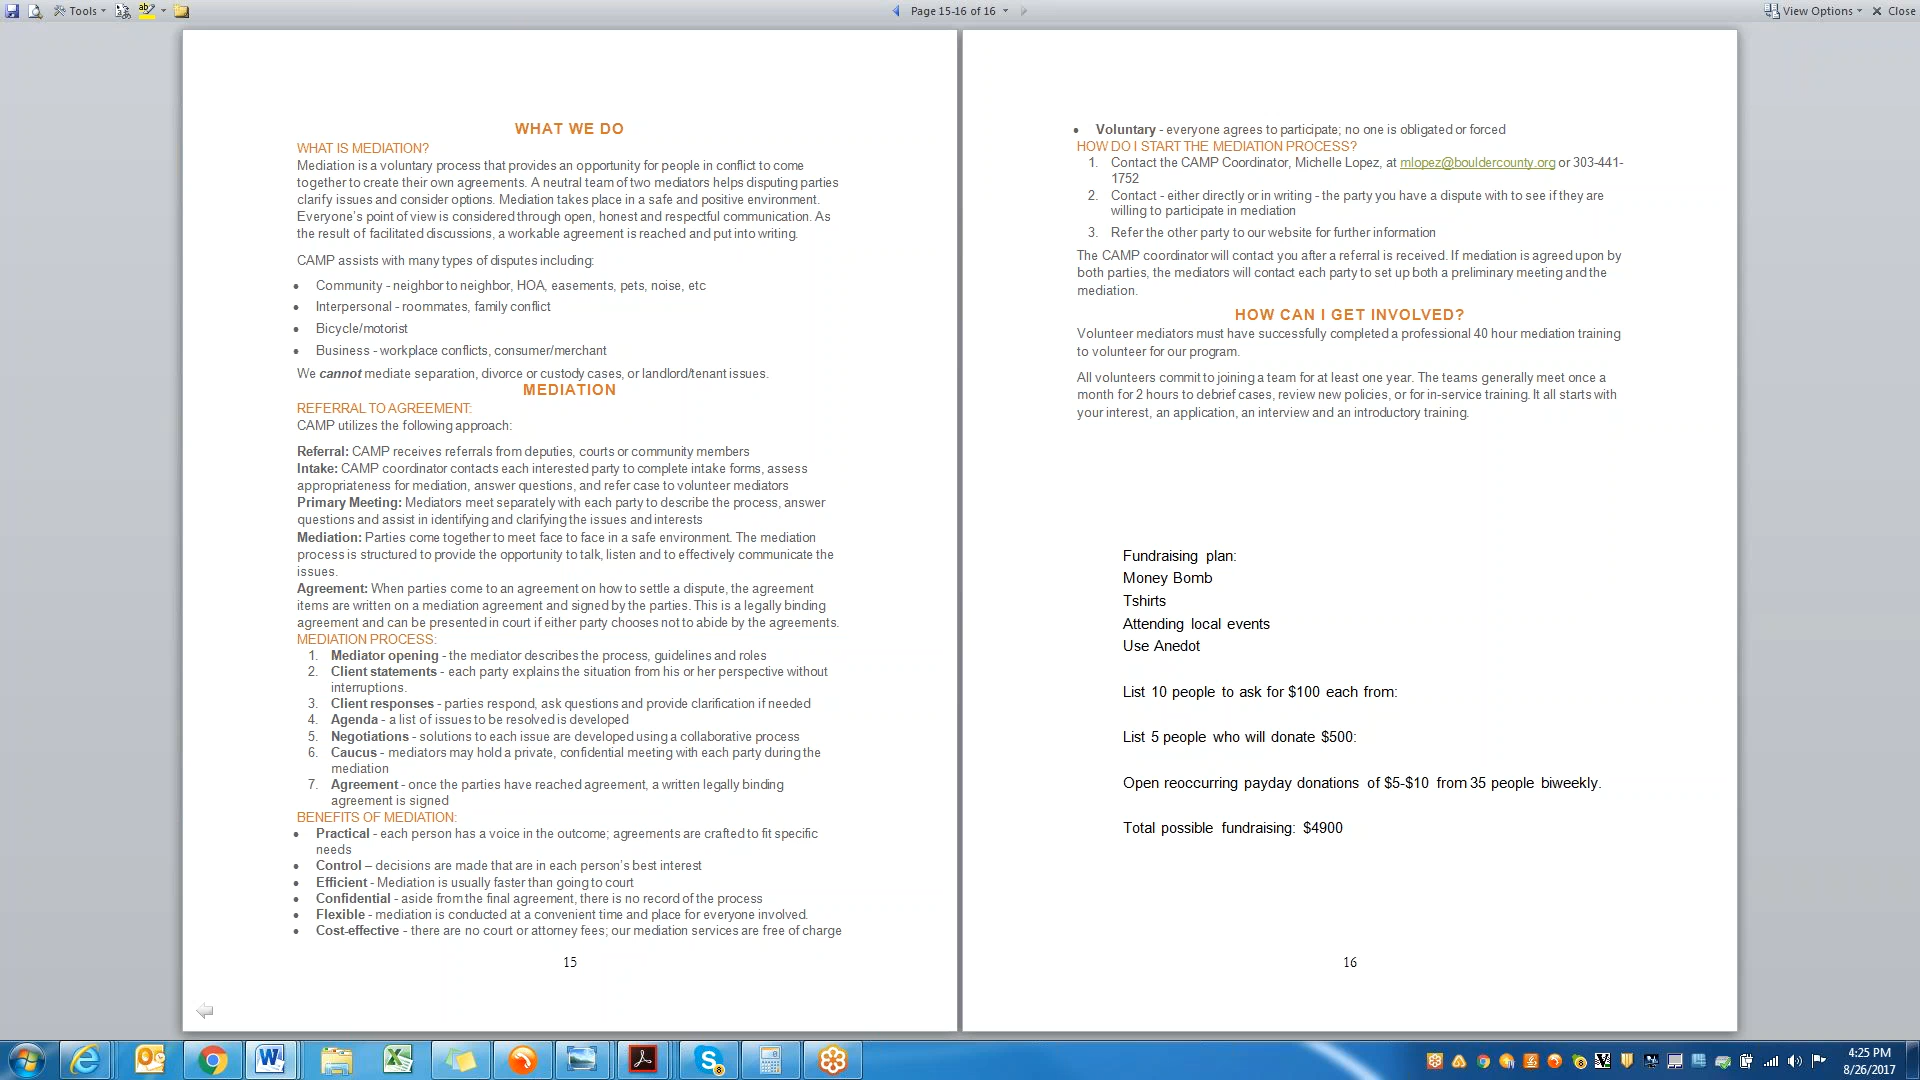 Tools
Page 15-16 of 16
View Options
Close
WHAT WE DO
WHAT IS MEDIATION?
Mediation is a voluntary process that provides an opportunity for people in conflict to come
together to create their own agreements. A neutral team of two mediators helps disputing parties
clarify issues and consider options. Mediation takes place in a safe and positive environment.
Everyone's point of view is considered through open, honest and respectful communication. As
the result of facilitated discussions, a workable agreement is reached and put into writing.
CAMP assists with many types of disputes including:
• Community - neighbor to neighbor, HOA, easements, pets, noise, etc
• Interpersonal - roommates, family conflict
• Bicycle/motorist
• Business - workplace conflicts, consumer/merchant
We cannot mediate separation, divorce or custody cases, or landlord/tenant issues.
MEDIATION
REFERRAL TO AGREEMENT:
CAMP utilizes the following approach:
Referral: CAMP receives referrals from deputies, courts or community members
Intake: CAMP coordinator contacts each interested party to complete intake forms, assess
appropriateness for mediation, answer questions, and refer case to volunteer mediators
Primary Meeting: Mediators meet separately with each party to describe the process, answer
questions and assist in identifying and clarifying the issues and interests
Mediation: Parties come together to meet face to face in a safe environment. The mediation
process is structured to provide the opportunity to talk, listen and to effectively communicate the
issues.
Agreement: When parties come to an agreement on how to settle a dispute, the agreement
items are written on a mediation agreement and signed by the parties. This is a legally binding
agreement and can be presented in court if either party chooses not to abide by the agreements.
MEDIATION PROCESS:
1. Mediator opening - the mediator describes the process, guidelines and roles
2. Client statements - each party explains the situation from his or her perspective without
interruptions.
3. Client responses - parties respond, ask questions and provide clarification if needed
4. Agenda - a list of issues to be resolved is developed
5. Negotiations - solutions to each issue are developed using a collaborative process
6. Caucus - mediators may hold a private, confidential meeting with each party during the
mediation
7. Agreement - once the parties have reached agreement, a written legally binding
agreement is signed
BENEFITS OF MEDIATION:
• Practical - each person has a voice in the outcome; agreements are crafted to fit specific
needs
• Control – decisions are made that are in each person's best interest
• Efficient - Mediation is usually faster than going to court
• Confidential - aside from the final agreement, there is no record of the process
• Flexible - mediation is conducted at a convenient time and place for everyone involved.
• Cost-effective - there are no court or attorney fees; our mediation services are free of charge
15
• Voluntary - everyone agrees to participate; no one is obligated or forced
HOW DO I START THE MEDIATION PROCESS?
1. Contact the CAMP Coordinator, Michelle Lopez, at mlopez@bouldercounty.org or 303-441-
1752
2. Contact - either directly or in writing - the party you have a dispute with to see if they are
willing to participate in mediation
3. Refer the other party to our website for further information
The CAMP coordinator will contact you after a referral is received. If mediation is agreed upon by
both parties, the mediators will contact each party to set up both a preliminary meeting and the
mediation.
HOW CAN I GET INVOLVED?
Volunteer mediators must have successfully completed a professional 40 hour mediation training
to volunteer for our program.
All volunteers commit to joining a team for at least one year. The teams generally meet once a
month for 2 hours to debrief cases, review new policies, or for in-service training. It all starts with
your interest, an application, an interview and an introductory training.
Fundraising plan:
Money Bomb
Tshirts
Attending local events
Use Anedot
List 10 people to ask for $100 each from:
List 5 people who will donate $500:
Open reoccurring payday donations of $5-$10 from 35 people biweekly.
Total possible fundraising: $4900
16
4:25 PM
8/26/2017